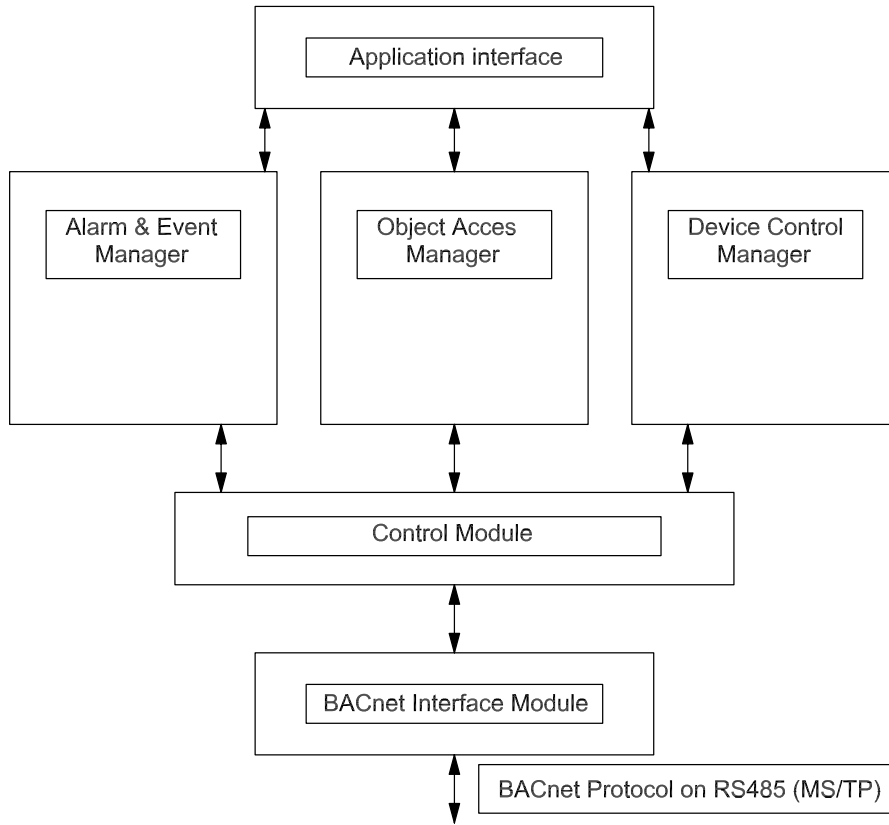 Application interface
Alarm & Event
Manager
Object Acces
Manager
Device Control
Manager
Control Module
BACnet Interface Module
BACnet Protocol on RS485 (MS/TP)